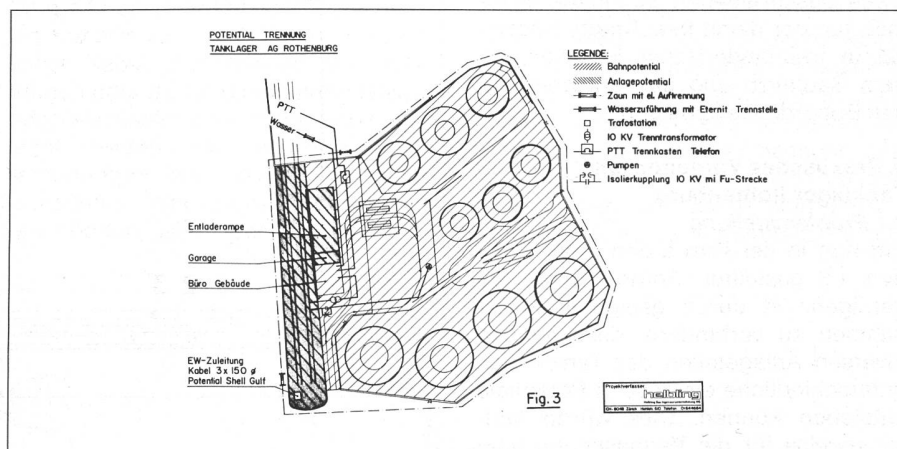 POTENTIAL TRENNUNG
TANKLAGER AG ROTHENBURG
PTT
Wasser
Entladerampe
Garage
Büro Gebäude
EW-Zuleitung
Kabel 3 x 150 ø
Potential Shell Gulf
LEGENDE:
Bahnpotential
Anlagepotential
Zaun mit el. Auftrennung
Wasserzuführung mit Eternit Trennstelle
Trafostation
10 KV Trenntransformator
PTT Trennkasten Telefon
Pumpen
Isolierkupplung 10 KV mi Fu-Strecke
Fig. 3
Projektverfasser
helbling